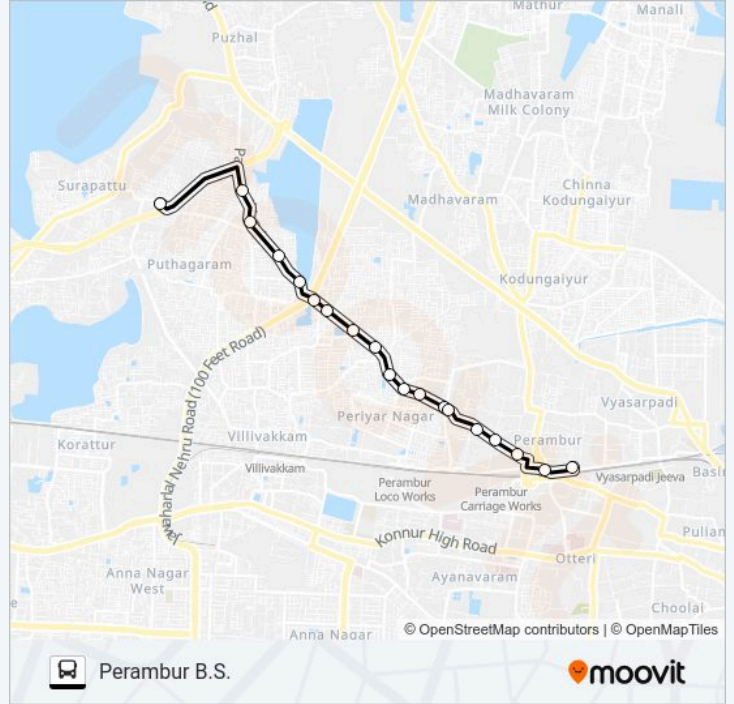 Mathur
Manali
Puzhal
Madhavaram
Milk Colony
Surapattu
Madhavaram
Chinna
Kodungaiyur
Puthagaram
Kodungaiyur
Jawaharlal Nehru Road (100 Feet Road)
Vyasarpadi
Periyar Nagar
Korattur
Villivakkam
Perambur
Villivakkam
Vyasarpadi Jeeva
Basi
Perambur
Loco Works
Perambur
Carriage Works
Konnur High Road
Pulian
Otteri
Anna Nagar
West
Ayanavaram
Choolai
Anna Nagar
© OpenStreetMap contributors | © OpenMapTiles
Perambur B.S.
moovit